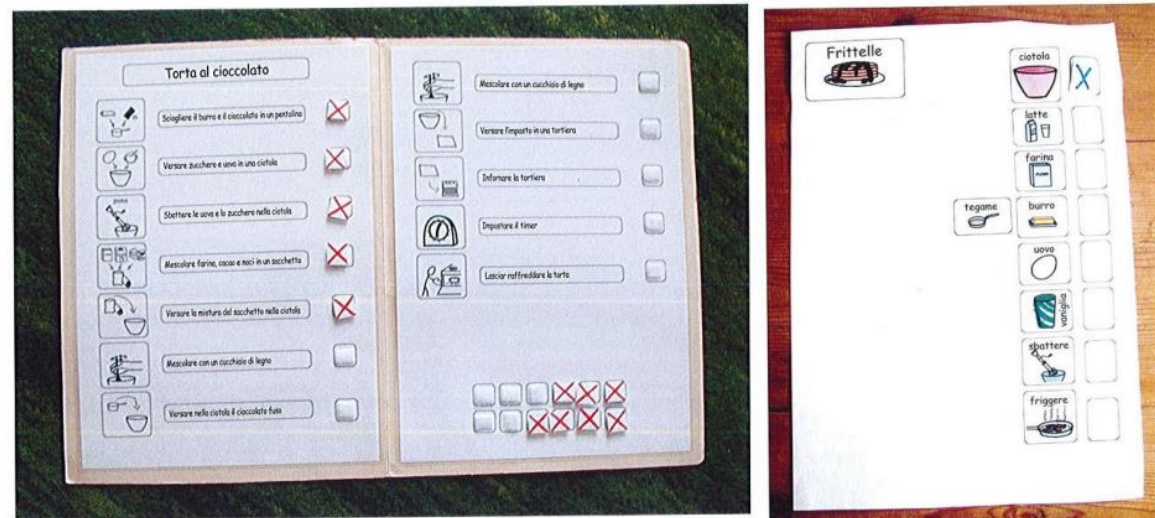 Torta al cioccolato
Sciogliere il burro e il cioccolato in un pentolino
Versare zucchero e uova in una ciotola
Sbattere le uova e lo zucchero nella ciotola
Mescolare farina, cacao e noci in un sacchetto
Versare la mistura del sacchetto nella ciotola
Mescolare con un cucchiaio di legno
Versare nella ciotola il cioccolato fuso
Mescolare con un cucchiaio di legno
Versare l'impasto in una tortiera
Infornare la tortiera
Impostare il timer
Lasciar raffreddare la torta
Frittelle
ciotola
latte
farina
tegame
burro
uovo
vaniglia
sbattere
friggere